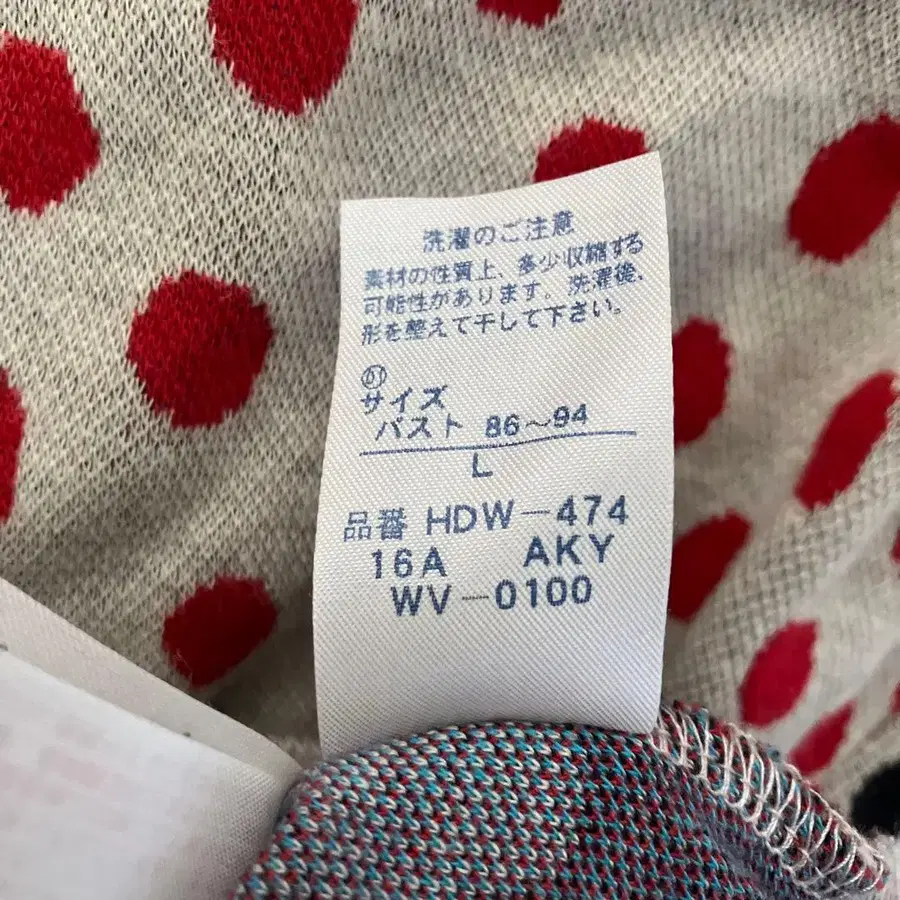 洗濯のご注意
素材の性質上、多少収縮する
可能性があります。洗濯後、
形を整えて干して下さい。
61
サイズ
バスト 86〜94
L
品番 HDW-474
16A AKY
WV-0100